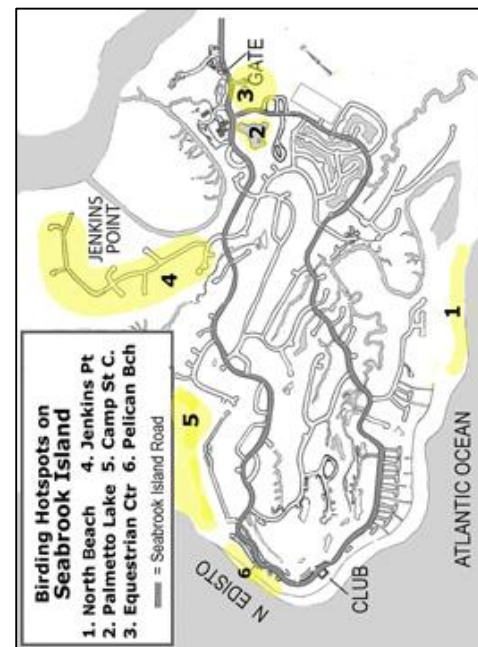 Birding Hotspots on
Seabrook Island
1. North Beach 4. Jenkins Pt
2. Palmetto Lake 5. Camp St C.
3. Equestrian Ctr 6. Pelican Bch
= Seabrook Island Road
GATE
3
2
JENKINS
POINT
4
1
5
6
N EDISTO
CLUB
ATLANTIC OCEAN